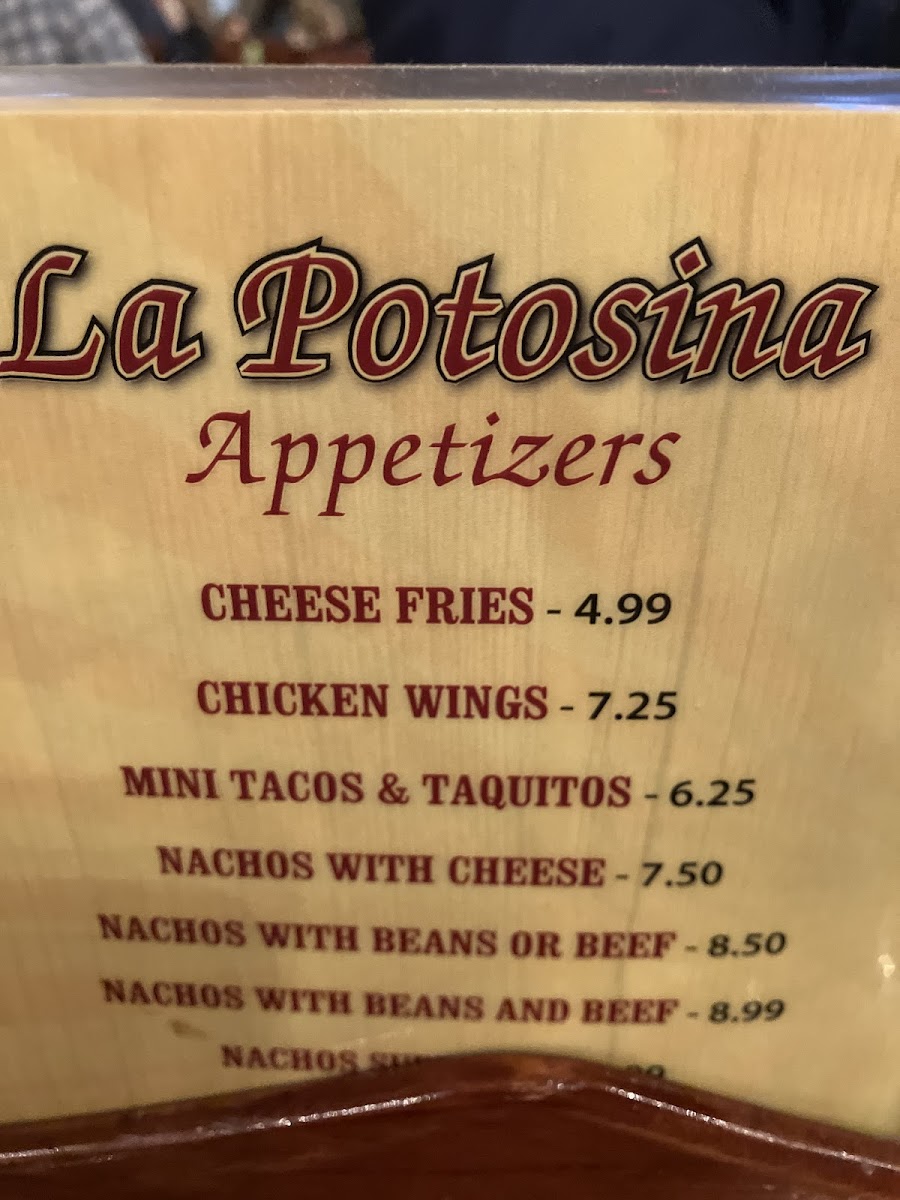 La Potosina
Appetizers
CHEESE FRIES - 4.99
CHICKEN WINGS - 7.25
MINI TACOS & TAQUITOS - 6.25
NACHOS WITH CHEESE - 7.50
NACHOS WITH BEANS OR BEEF - 8.50
NACHOS WITH BEANS AND BEEF - 8.99
NACHOS